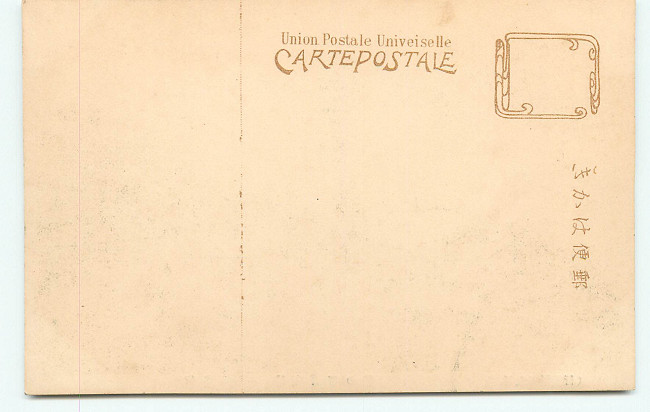 Union Postale Univeiselle
CARTEPOSTALE
郵便はかき